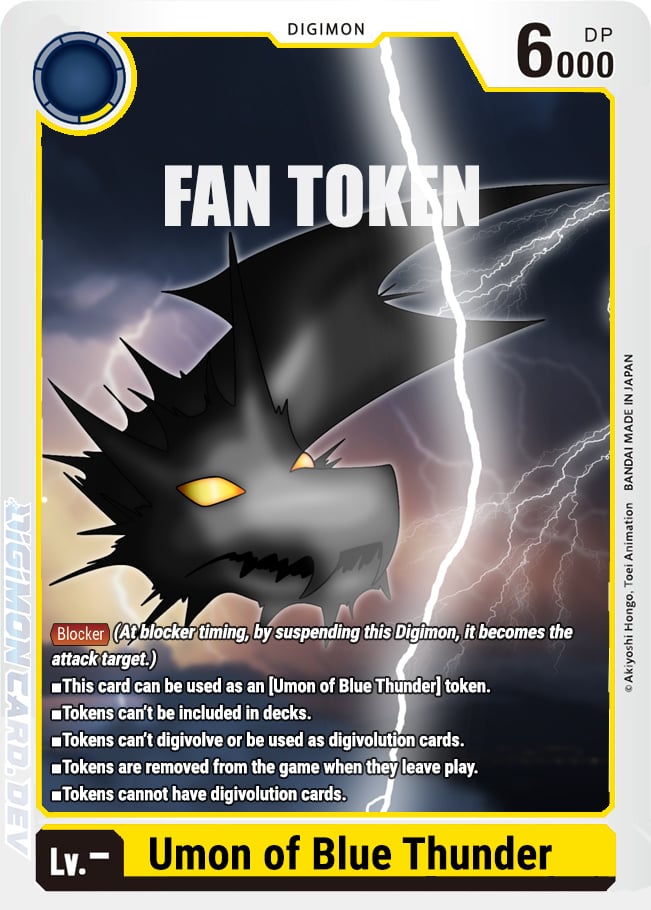 DIGIMON
DP
6000
FAN TOKEN
Blocker (At blocker timing, by suspending this Digimon, it becomes the
attack target.)
■This card can be used as an [Umon of Blue Thunder] token.
■Tokens can't be included in decks.
■Tokens can't digivolve or be used as digivolution cards.
■Tokens are removed from the game when they leave play.
■Tokens cannot have digivolution cards.
Lv.–
Umon of Blue Thunder
©Akiyoshi Hongo, Toei Animation BANDAI MADE IN JAPAN
DIGIMONCARD.DEV